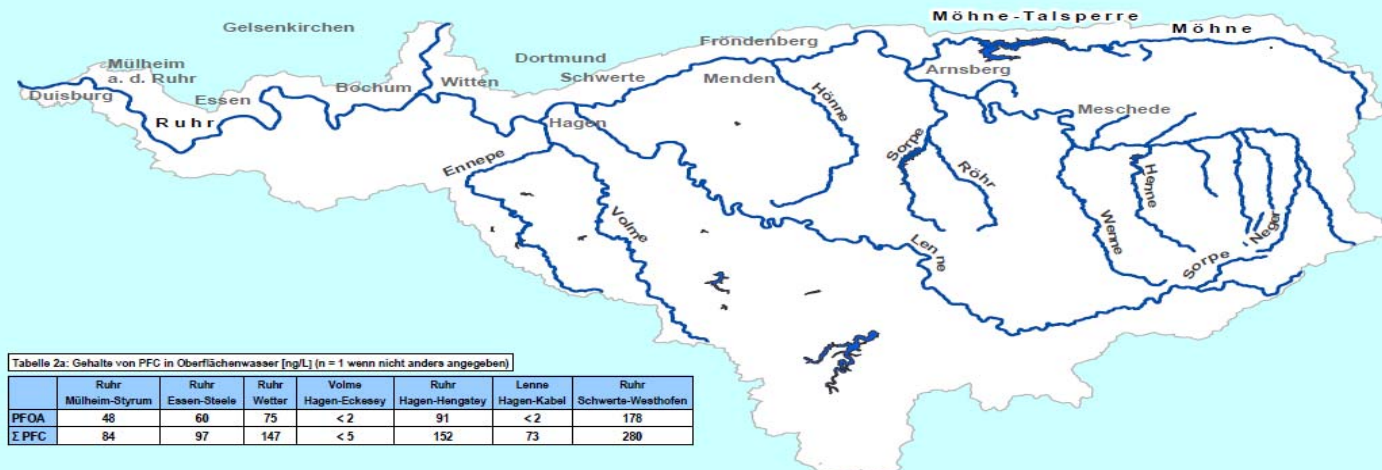 Möhne-Talsperre
Möhne
Gelsenkirchen
Fröndenberg
Dortmund
Mülheim
a. d. Ruhr
Schwerte
Menden
Arnsberg
Witten
Bochum
Duisburg
Essen
Hönne
Meschede
Ruhr
Hagen
Sorpe
Ennepe
Röhr
Henne
Volme
Wenne
Neger
Lenne
Sorpe
Tabelle 2a: Gehalte von PFC in Oberflächenwasser [ng/L] (n = 1 wenn nicht anders angegeben)
Ruhr Ruhr Ruhr Volme Ruhr Lenne Ruhr
Mülheim-Styrum Essen-Steele Wetter Hagen-Eckesey Hagen-Hengstey Hagen-Kabel Schwerte-Westhofen
PFOA 48 60 75 < 2 91 < 2 178
Σ PFC 84 97 147 < 5 152 73 280